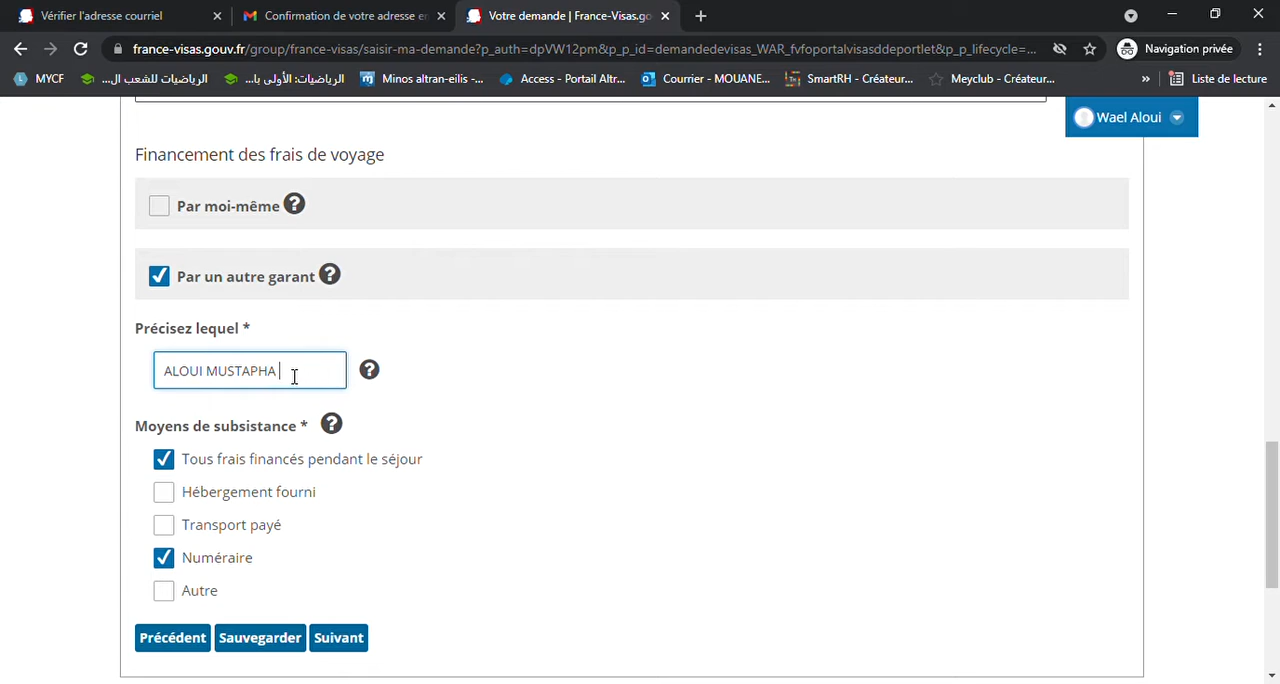 Vérifier l'adresse courriel
Confirmation de votre adresse e
Votre demande | France-Visas.go
france-visas.gouv.fr/group/france-visas/saisir-ma-demande?p_auth=dpVW12pm&p_p_id=demandedevisas_WAR_fvfoportalvisasddeportlet&p_p_lifecycle=...
Navigation privée
MYCF
الرياضيات للشعب ال...
الرياضيات: الأولى با...
Minos altran-eilis -...
Access - Portail Altr...
Courrier - MOUANE...
SmartRH - Créateur...
Meyclub - Créateur...
»
Liste de lecture
Wael Aloui
Financement des frais de voyage
Par moi-même ?
Par un autre garant ?
Précisez lequel *
ALOUI MUSTAPHA
?
Moyens de subsistance * ?
Tous frais financés pendant le séjour
Hébergement fourni
Transport payé
Numéraire
Autre
Précédent Sauvegarder Suivant